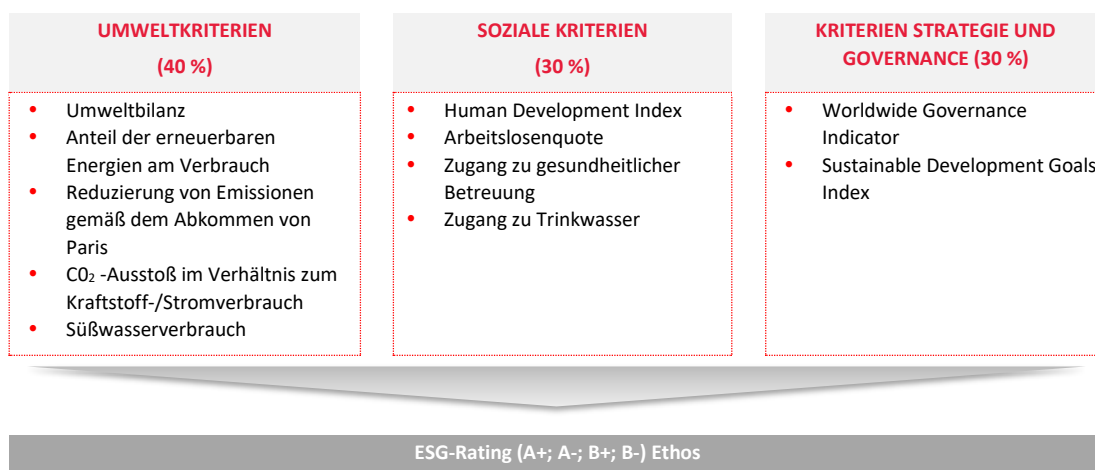 UMWELTKRITERIEN
(40 %)
Umweltbilanz
Anteil der erneuerbaren
Energien am Verbrauch
Reduzierung von Emissionen
gemäß dem Abkommen von
Paris
C0₂ -Ausstoß im Verhältnis zum
Kraftstoff-/Stromverbrauch
Süßwasserverbrauch
SOZIALE KRITERIEN
(30 %)
Human Development Index
Arbeitslosenquote
Zugang zu gesundheitlicher
Betreuung
Zugang zu Trinkwasser
KRITERIEN STRATEGIE UND
GOVERNANCE (30 %)
Worldwide Governance
Indicator
Sustainable Development Goals
Index
ESG-Rating (A+; A-; B+; B-) Ethos